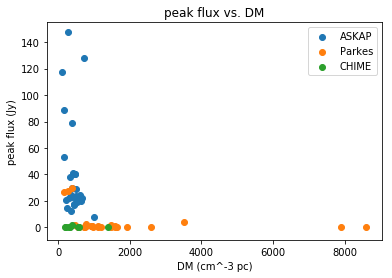 peak flux vs. DM
ASKAP
Parkes
CHIME
peak flux (Jy)
140
120
100
80
60
40
20
0
0
2000
4000
6000
8000
DM (cm^-3 pc)